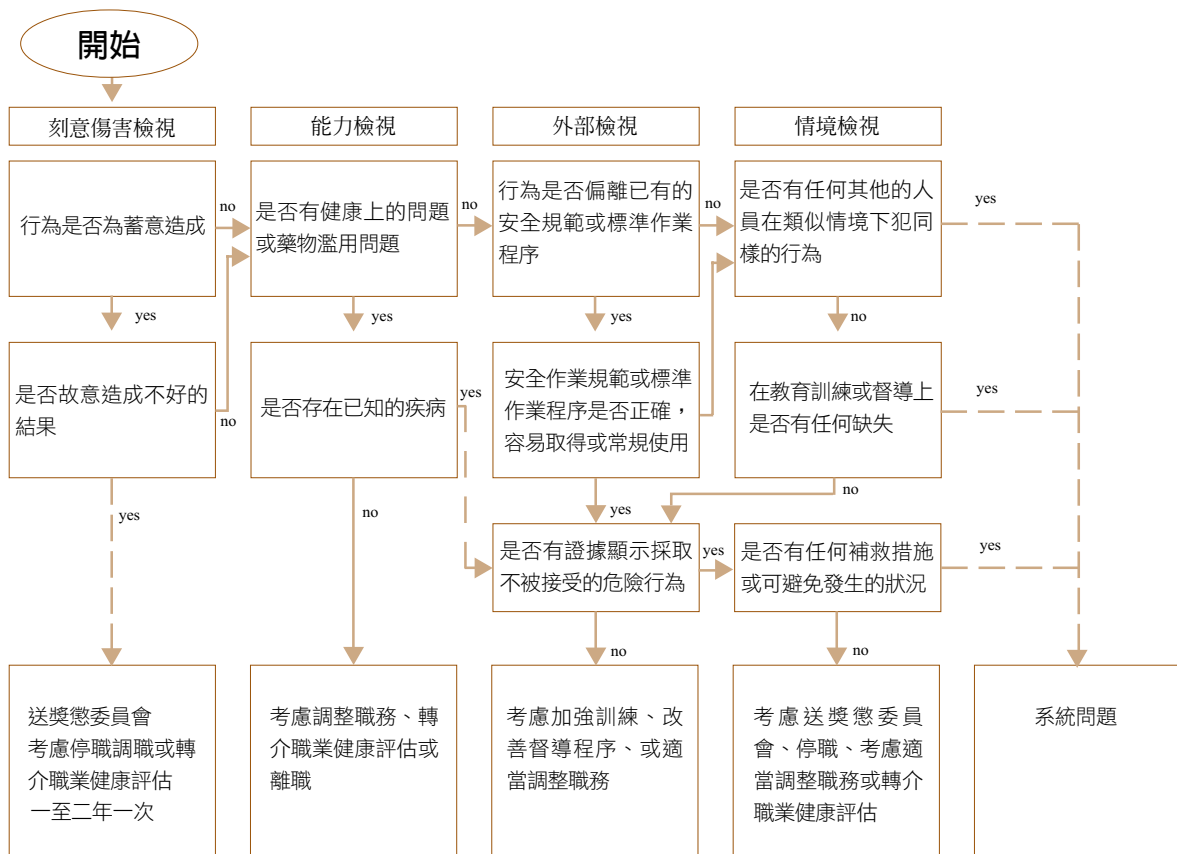 開始
刻意傷害檢視
能力檢視
外部檢視
情境檢視
行為是否為蓄意造成
no
是否有健康上的問題
或藥物濫用問題
no
行為是否偏離已有的
安全規範或標準作業
程序
no
是否有任何其他的人
員在類似情境下犯同
樣的行為
yes
yes
yes
yes
no
是否故意造成不好的
結果
no
是否存在已知的疾病
yes
安全作業規範或標準
作業程序是否正確，
容易取得或常規使用
在教育訓練或督導上
是否有任何缺失
yes
yes
no
yes
no
是否有證據顯示採取
不被接受的危險行為
yes
是否有任何補救措施
或可避免發生的狀況
yes
no
no
送獎懲委員會
考慮停職調職或轉
介職業健康評估
一至二年一次
考慮調整職務、轉
介職業健康評估或
離職
考慮加強訓練、改
善督導程序、或適
當調整職務
考慮送獎懲委員
會、停職、考慮適
當調整職務或轉介
職業健康評估
系統問題